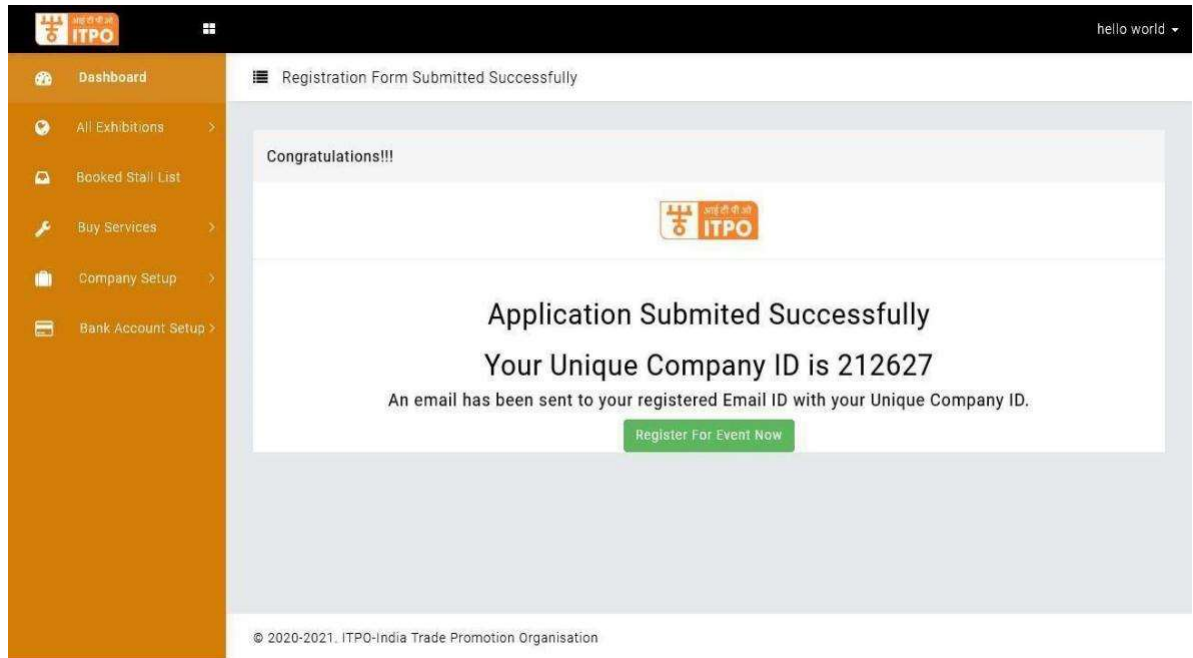 आई टी पी ओ
ITPO
hello world
Dashboard
Registration Form Submitted Successfully
All Exhibitions
Congratulations!!!
Booked Stall List
आई टी पी ओ
ITPO
Buy Services
Company Setup
Application Submited Successfully
Bank Account Setup
Your Unique Company ID is 212627
An email has been sent to your registered Email ID with your Unique Company ID.
Register For Event Now
© 2020-2021. ITPO-India Trade Promotion Organisation